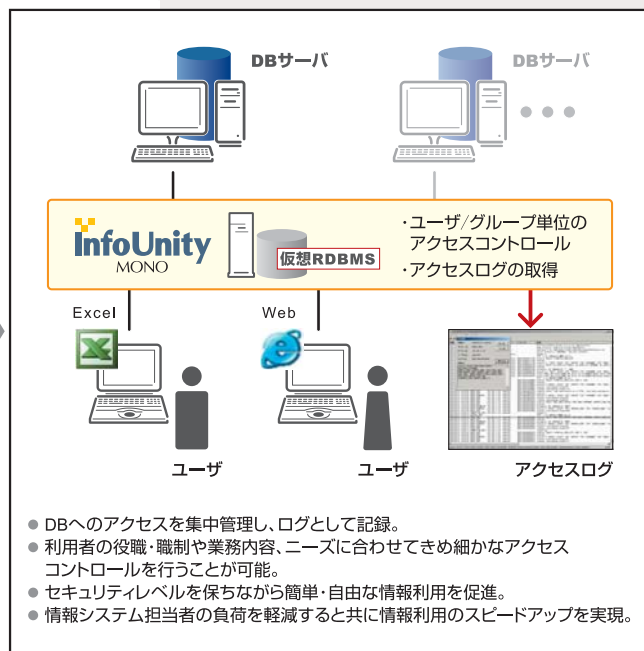 DBサーバ
DBサーバ
InfoUnity
MONO
仮想RDBMS
・ユーザ/グループ単位の
アクセスコントロール
・アクセスログの取得
Excel
Web
ユーザ
ユーザ
アクセスログ
● DBへのアクセスを集中管理し、ログとして記録。
● 利用者の役職・職制や業務内容、ニーズに合わせてきめ細かなアクセス
コントロールを行うことが可能。
● セキュリティレベルを保ちながら簡単・自由な情報利用を促進。
● 情報システム担当者の負荷を軽減すると共に情報利用のスピードアップを実現。